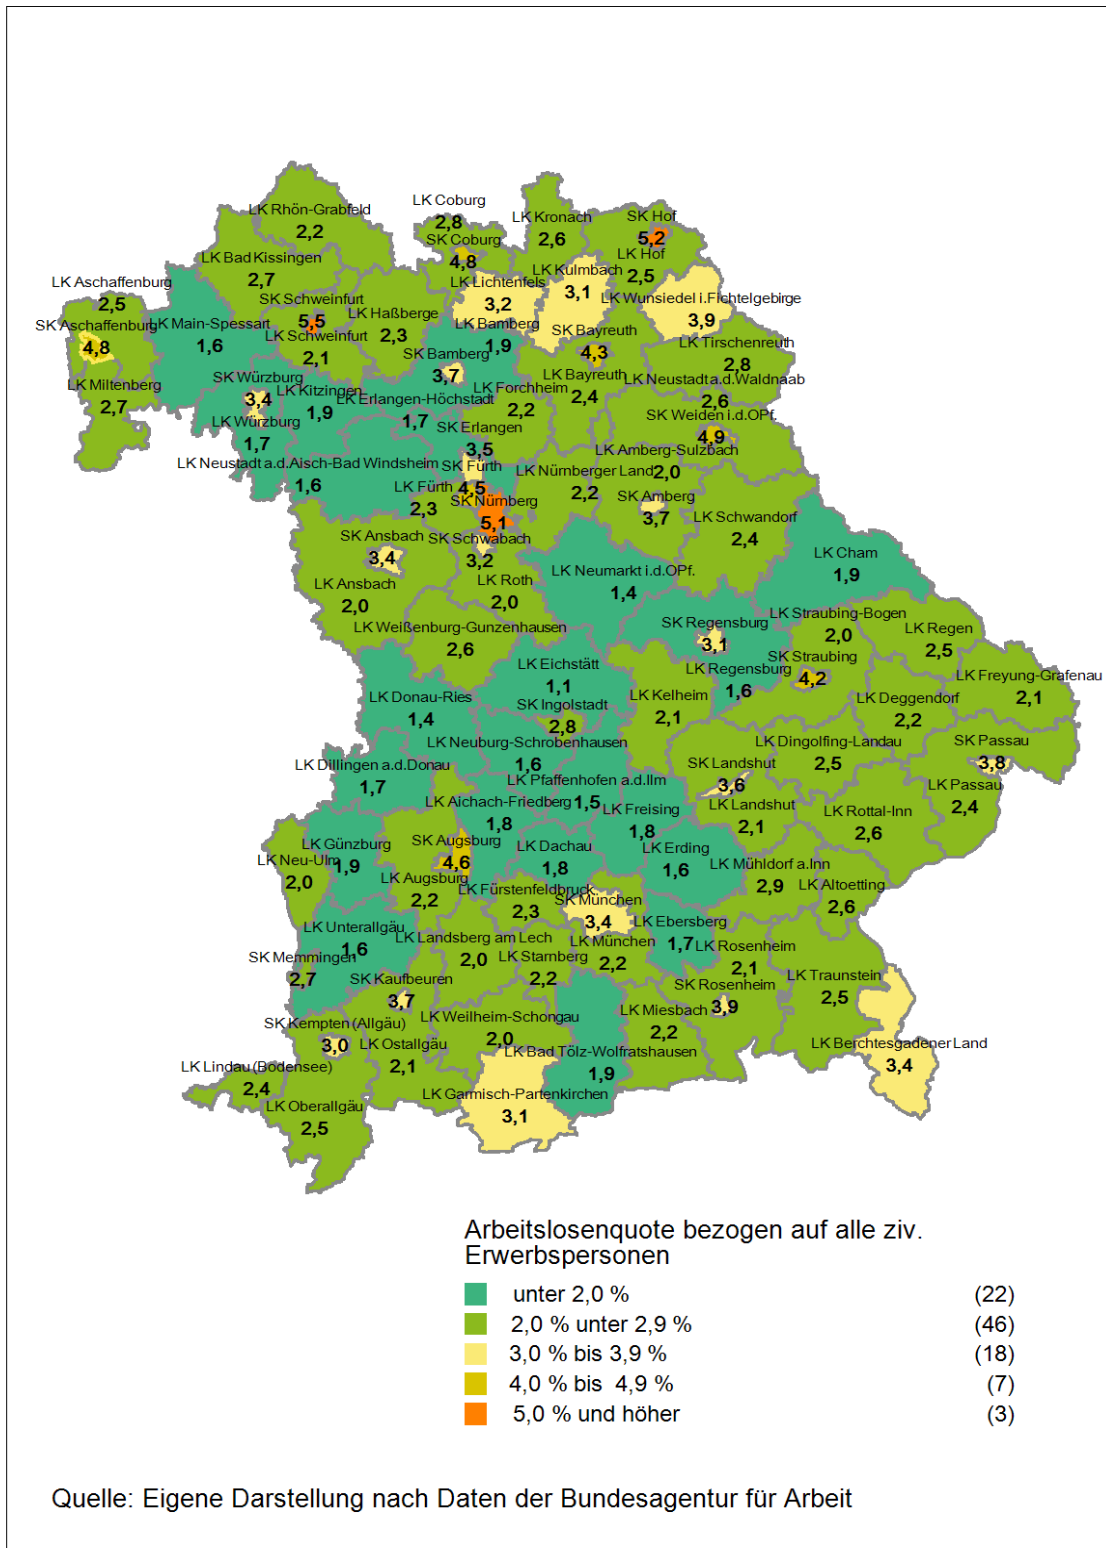 LK Coburg
2,8
LK Rhön-Grabfeld
2,2
LK Kronach
2,6
SK Hof
5,2
SK Coburg
4,8
LK Bad Kissingen
2,7
LK Hof
2,5
LK Kulmbach
3,1
LK Aschaffenburg
2,5
LK Lichtenfels
3,2
SK Schweinfurt
5,5
LK Wunsiedel i.Fichtelgebirge
3,9
LK Haßberge
2,3
SK Aschaffenburg
4,8
LK Main-Spessart
1,6
LK Bamberg
1,9
SK Bayreuth
4,3
LK Schweinfurt
2,1
LK Tirschenreuth
2,8
SK Bamberg
3,7
LK Bayreuth
2,4
SK Würzburg
3,4
LK Neustadt a.d.Waldnaab
2,6
LK Miltenberg
2,7
LK Kitzingen
1,9
LK Forchheim
2,2
LK Erlangen-Höchstadt
1,7
SK Weiden i.d.OPf.
4,9
LK Würzburg
1,7
SK Erlangen
3,5
LK Amberg-Sulzbach
2,0
LK Neustadt a.d.Aisch-Bad Windsheim
1,6
SK Fürth
4,5
LK Nürnberger Land
2,2
LK Fürth
2,3
SK Amberg
3,7
SK Nürnberg
5,1
LK Schwandorf
2,4
SK Ansbach
3,4
SK Schwabach
3,2
LK Cham
1,9
LK Neumarkt i.d.OPf.
1,4
LK Roth
2,0
LK Ansbach
2,0
LK Straubing-Bogen
2,0
SK Regensburg
3,1
LK Weißenburg-Gunzenhausen
2,6
LK Regen
2,5
SK Straubing
4,2
LK Eichstätt
1,1
LK Regensburg
1,6
LK Freyung-Grafenau
2,1
LK Donau-Ries
1,4
LK Kelheim
2,1
LK Deggendorf
2,2
SK Ingolstadt
2,8
LK Neuburg-Schrobenhausen
1,6
LK Dingolfing-Landau
2,5
SK Passau
3,8
LK Dillingen a.d.Donau
1,7
SK Landshut
3,6
LK Pfaffenhofen a.d.Ilm
1,5
LK Passau
2,4
LK Aichach-Friedberg
1,8
LK Freising
1,8
LK Landshut
2,1
LK Rottal-Inn
2,6
LK Günzburg
1,9
SK Augsburg
4,6
LK Dachau
1,8
LK Erding
1,6
LK Neu-Ulm
2,0
LK Mühldorf a.Inn
2,9
LK Augsburg
2,2
LK Altoetting
2,6
LK Fürstenfeldbruck
2,3
SK München
3,4
LK Unterallgäu
1,6
LK Ebersberg
1,7
LK Landsberg am Lech
2,0
LK München
2,2
LK Rosenheim
2,1
SK Memmingen
2,7
LK Starnberg
2,2
LK Traunstein
2,5
SK Kaufbeuren
3,7
SK Rosenheim
3,9
LK Miesbach
2,2
LK Weilheim-Schongau
2,0
SK Kempten (Allgäu)
3,0
LK Ostallgäu
2,1
LK Berchtesgadener Land
3,4
LK Bad Tölz-Wolfratshausen
1,9
LK Lindau (Bodensee)
2,4
LK Garmisch-Partenkirchen
3,1
LK Oberallgäu
2,5
Arbeitslosenquote bezogen auf alle ziv.
Erwerbspersonen
unter 2,0 % (22)
2,0 % unter 2,9 % (46)
3,0 % bis 3,9 % (18)
4,0 % bis 4,9 % (7)
5,0 % und höher (3)
Quelle: Eigene Darstellung nach Daten der Bundesagentur für Arbeit